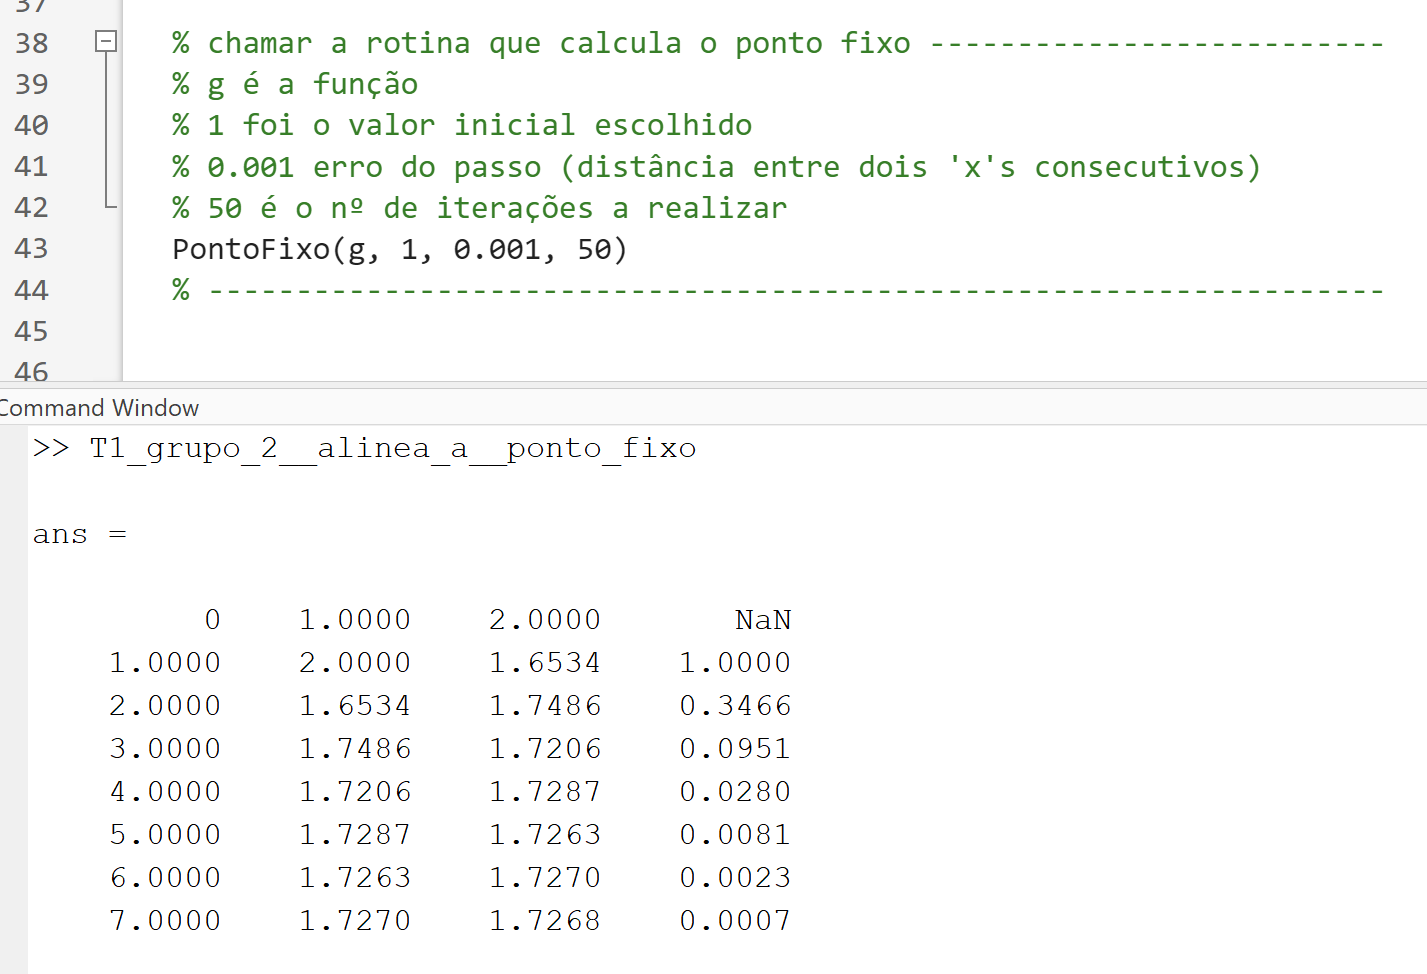 37
38 % chamar a rotina que calcula o ponto fixo --------------------------
39 % g é a função
40 % 1 foi o valor inicial escolhido
41 % 0.001 erro do passo (distância entre dois 'x's consecutivos)
42 % 50 é o nº de iterações a realizar
43 PontoFixo(g, 1, 0.001, 50)
44 % -------------------------------------------------------------------
45
46
Command Window
>> T1_grupo_2__alinea_a__ponto_fixo
ans =
0 1.0000 2.0000 NaN
1.0000 2.0000 1.6534 1.0000
2.0000 1.6534 1.7486 0.3466
3.0000 1.7486 1.7206 0.0951
4.0000 1.7206 1.7287 0.0280
5.0000 1.7287 1.7263 0.0081
6.0000 1.7263 1.7270 0.0023
7.0000 1.7270 1.7268 0.0007